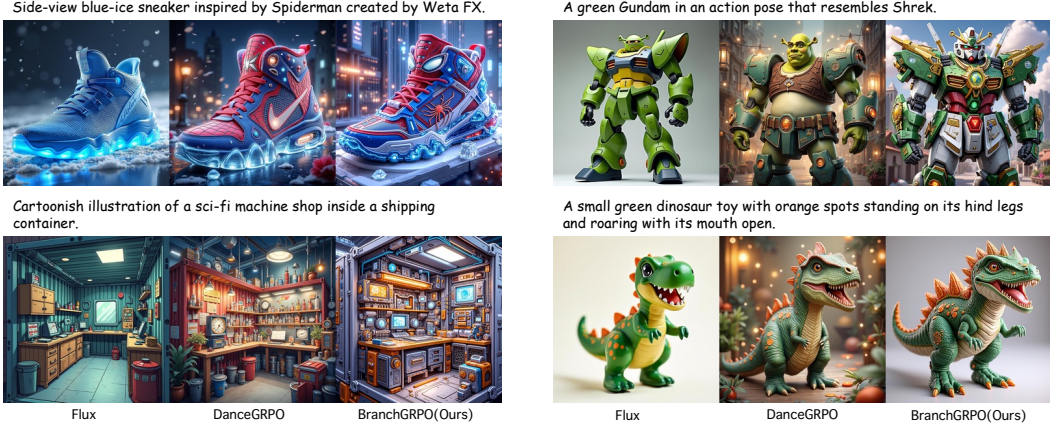 Side-view blue-ice sneaker inspired by Spiderman created by Weta FX.
A green Gundam in an action pose that resembles Shrek.
Cartoonish illustration of a sci-fi machine shop inside a shipping
container.
A small green dinosaur toy with orange spots standing on its hind legs
and roaring with its mouth open.
Flux
DanceGRPO
BranchGRPO(Ours)
Flux
DanceGRPO
BranchGRPO(Ours)